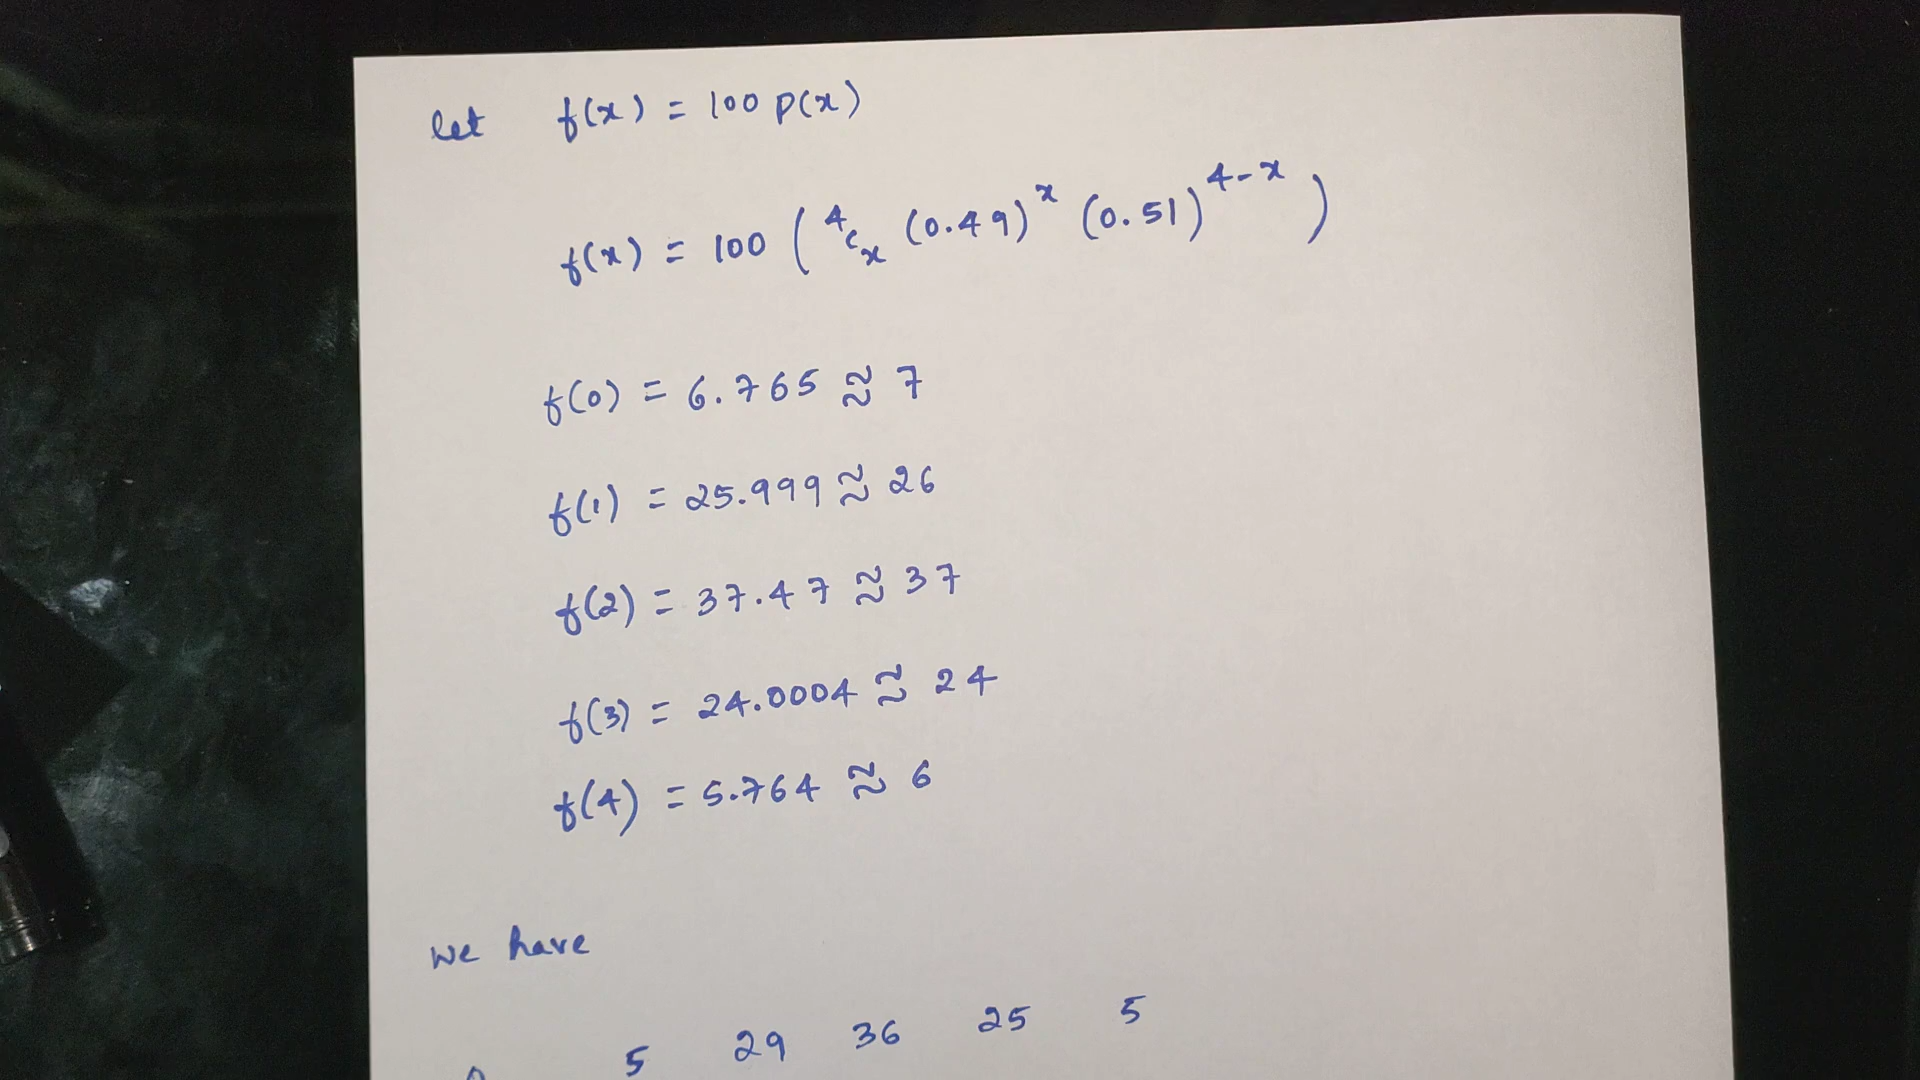 let f(x) = 100 p(x)
f(x) = 100 ( ⁴cₓ (0.49)ˣ (0.51)⁴⁻ˣ )
f(0) = 6.765 ≈ 7
f(1) = 25.999 ≈ 26
f(2) = 37.47 ≈ 37
f(3) = 24.0004 ≈ 24
f(4) = 5.764 ≈ 6
we have
5 29 36 25 5